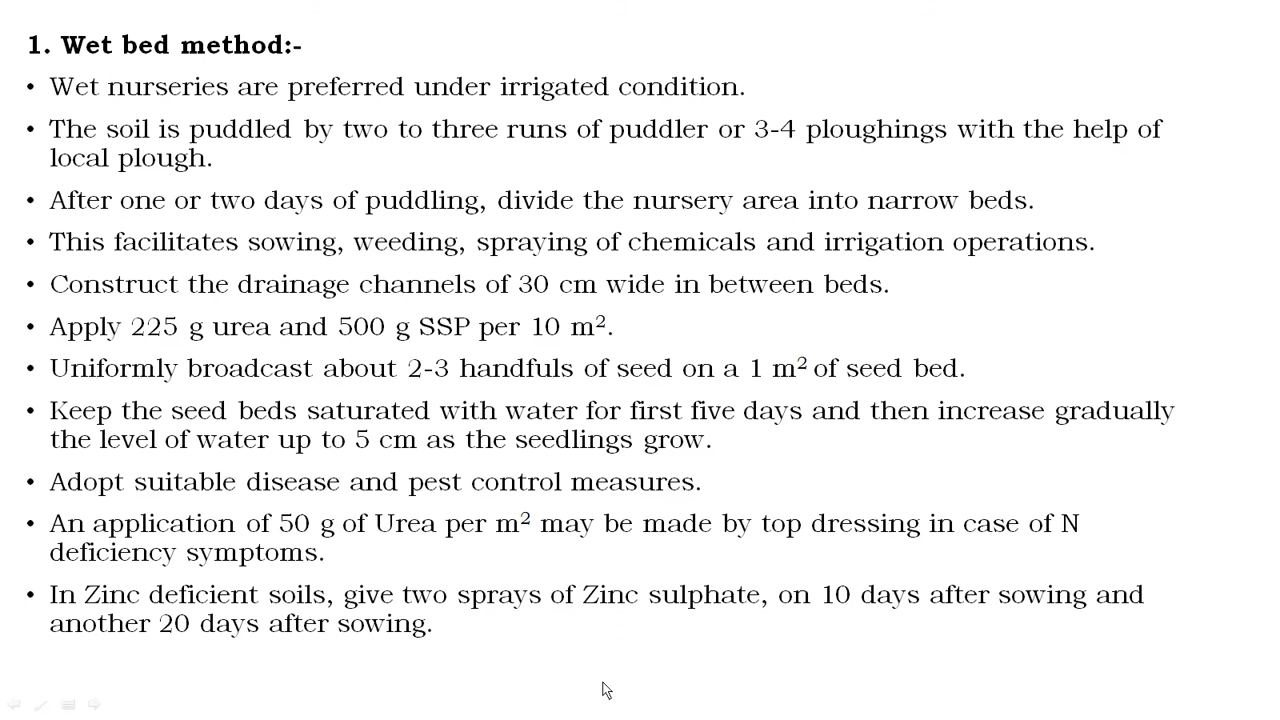 1. Wet bed method:-
• Wet nurseries are preferred under irrigated condition.
• The soil is puddled by two to three runs of puddler or 3-4 ploughings with the help of
local plough.
• After one or two days of puddling, divide the nursery area into narrow beds.
• This facilitates sowing, weeding, spraying of chemicals and irrigation operations.
• Construct the drainage channels of 30 cm wide in between beds.
• Apply 225 g urea and 500 g SSP per 10 m².
• Uniformly broadcast about 2-3 handfuls of seed on a 1 m² of seed bed.
• Keep the seed beds saturated with water for first five days and then increase gradually
the level of water up to 5 cm as the seedlings grow.
• Adopt suitable disease and pest control measures.
• An application of 50 g of Urea per m² may be made by top dressing in case of N
deficiency symptoms.
• In Zinc deficient soils, give two sprays of Zinc sulphate, on 10 days after sowing and
another 20 days after sowing.